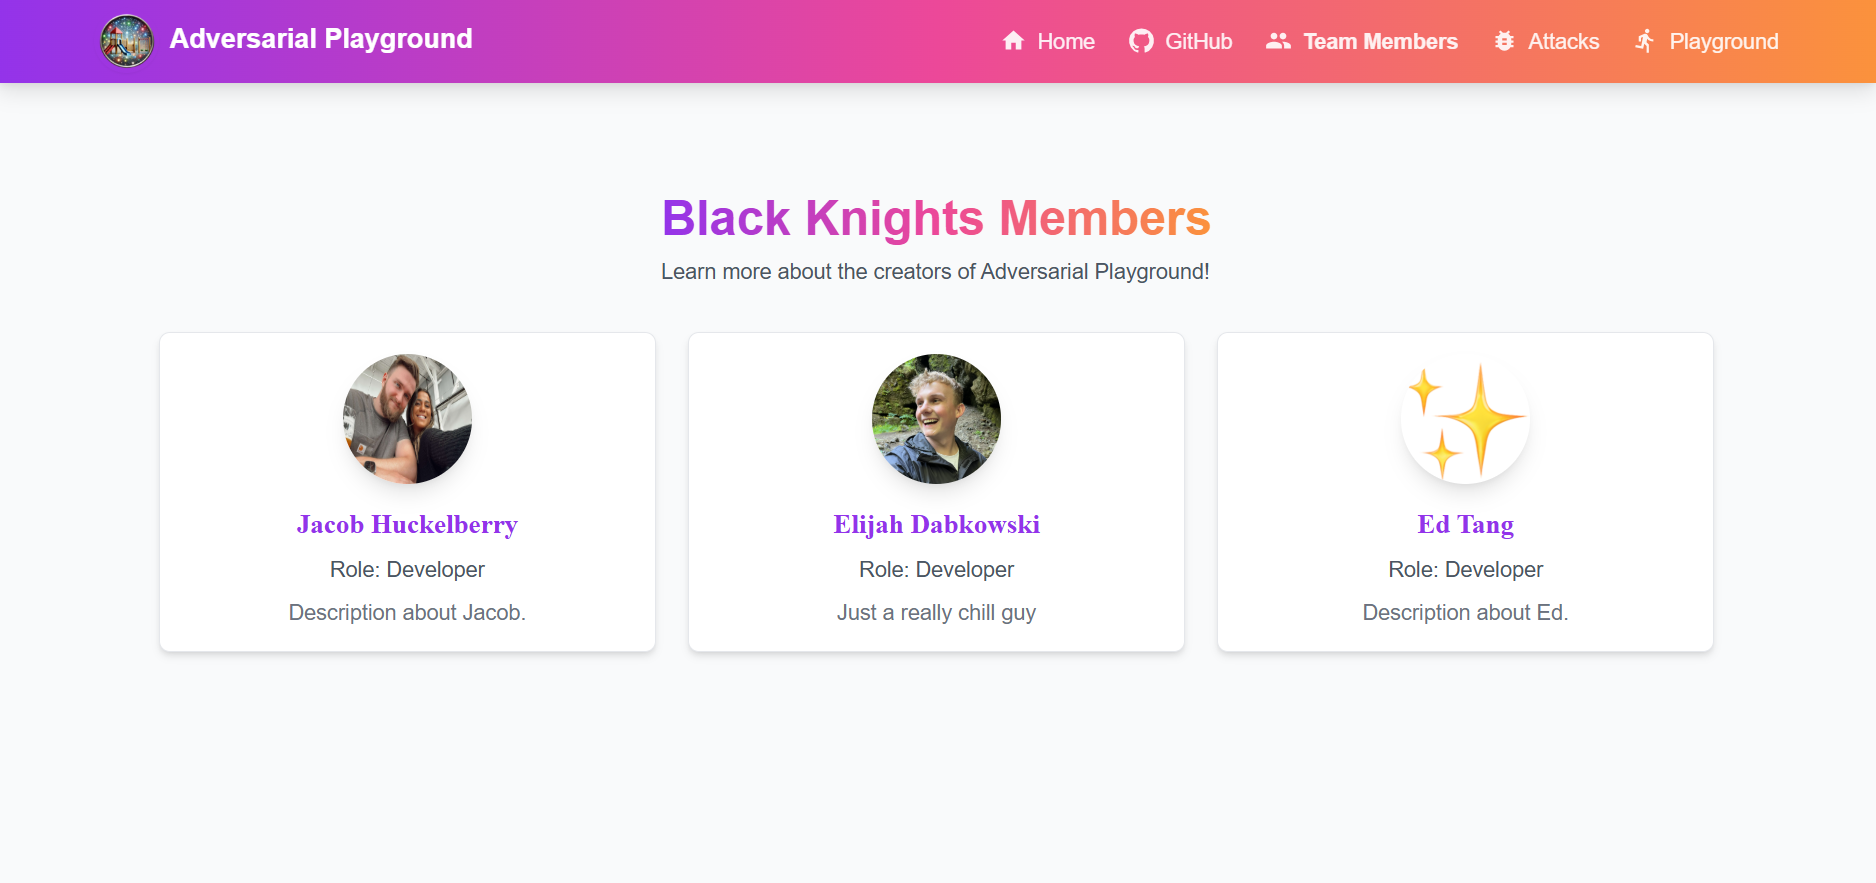 Adversarial Playground
Home
GitHub
Team Members
Attacks
Playground
Black Knights Members
Learn more about the creators of Adversarial Playground!
Jacob Huckelberry
Role: Developer
Description about Jacob.
Elijah Dabkowski
Role: Developer
Just a really chill guy
Ed Tang
Role: Developer
Description about Ed.